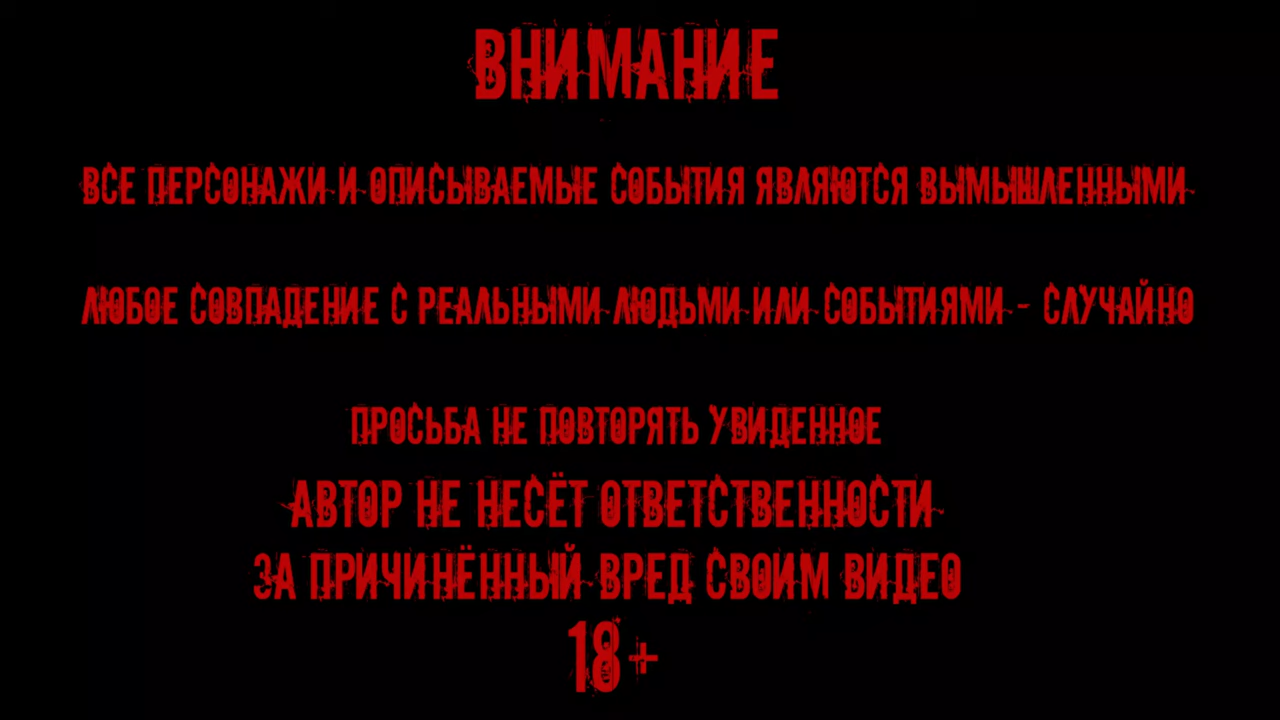 ВНИМАНИЕ
ВСЕ ПЕРСОНАЖИ И ОПИСЫВАЕМЫЕ СОБЫТИЯ ЯВЛЯЮТСЯ ВЫМЫШЛЕННЫМИ
ЛЮБОЕ СОВПАДЕНИЕ С РЕАЛЬНЫМИ ЛЮДЬМИ ИЛИ СОБЫТИЯМИ - СЛУЧАЙНО
ПРОСЬБА НЕ ПОВТОРЯТЬ УВИДЕННОЕ
АВТОР НЕ НЕСЁТ ОТВЕТСТВЕННОСТИ
ЗА ПРИЧИНЁННЫЙ ВРЕД СВОИМ ВИДЕО
18+